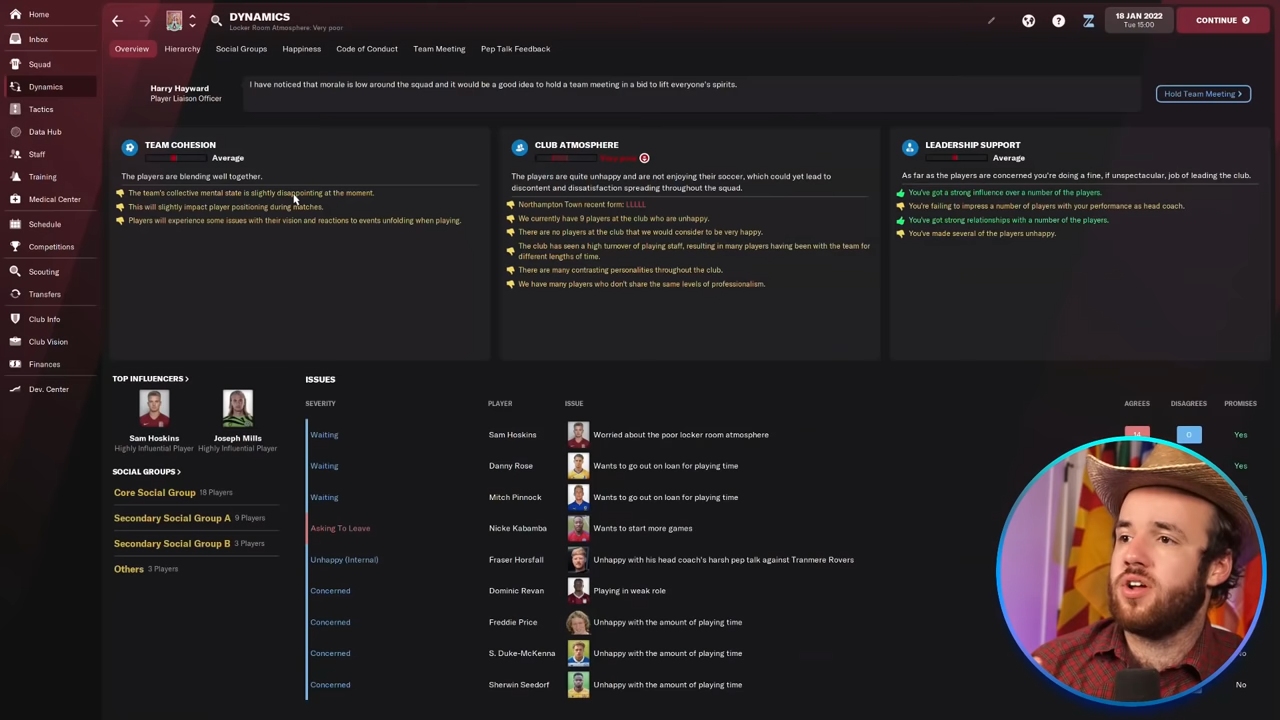 Home
Inbox
Squad
Dynamics
Tactics
Data Hub
Staff
Training
Medical Center
Schedule
Competitions
Scouting
Transfers
Club Info
Club Vision
Finances
Dev. Center
DYNAMICS
Locker Room Atmosphere: Very poor
18 JAN 2022
Tue 15:00
CONTINUE
Overview
Hierarchy
Social Groups
Happiness
Code of Conduct
Team Meeting
Pep Talk Feedback
Harry Hayward
Player Liaison Officer
I have noticed that morale is low around the squad and it would be a good idea to hold a team meeting in a bid to lift everyone's spirits.
Hold Team Meeting
TEAM COHESION
Average
The players are blending well together.
The team's collective mental state is slightly disappointing at the moment.
This will slightly impact player positioning during matches.
Players will experience some issues with their vision and reactions to events unfolding when playing.
CLUB ATMOSPHERE
Very poor
The players are quite unhappy and are not enjoying their soccer, which could yet lead to
discontent and dissatisfaction spreading throughout the squad.
Northampton Town recent form: LLLLL
We currently have 9 players at the club who are unhappy.
There are no players at the club that we would consider to be very happy.
The club has seen a high turnover of playing staff, resulting in many players having been with the team for
different lengths of time.
There are many contrasting personalities throughout the club.
We have many players who don't share the same levels of professionalism.
LEADERSHIP SUPPORT
Average
As far as the players are concerned you're doing a fine, if unspectacular, job of leading the club.
You've got a strong influence over a number of the players.
You're failing to impress a number of players with your performance as head coach.
You've got strong relationships with a number of the players.
You've made several of the players unhappy.
TOP INFLUENCERS
Sam Hoskins
Highly Influential Player
Joseph Mills
Highly Influential Player
SOCIAL GROUPS
Core Social Group 18 Players
Secondary Social Group A 9 Players
Secondary Social Group B 3 Players
Others 3 Players
ISSUES
SEVERITY PLAYER ISSUE AGREES DISAGREES PROMISES
Waiting Sam Hoskins Worried about the poor locker room atmosphere 14 0 Yes
Waiting Danny Rose Wants to go out on loan for playing time Yes
Waiting Mitch Pinnock Wants to go out on loan for playing time
Asking To Leave Nicke Kabamba Wants to start more games
Unhappy (Internal) Fraser Horsfall Unhappy with his head coach's harsh pep talk against Tranmere Rovers
Concerned Dominic Revan Playing in weak role
Concerned Freddie Price Unhappy with the amount of playing time
Concerned S. Duke-McKenna Unhappy with the amount of playing time
Concerned Sherwin Seedorf Unhappy with the amount of playing time No